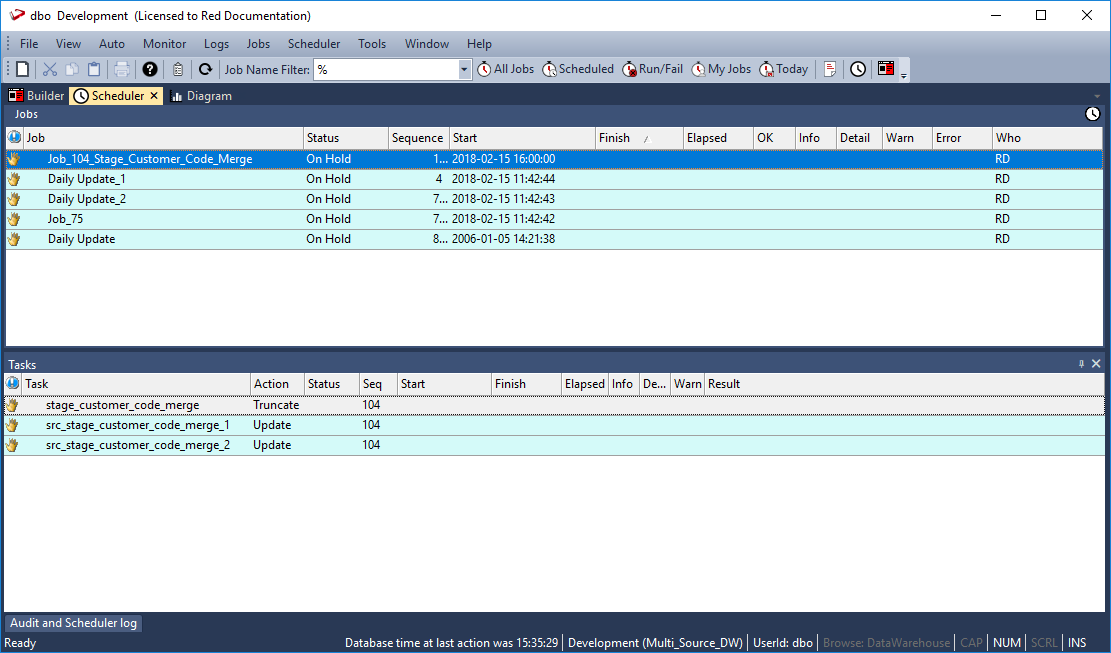 dbo Development (Licensed to Red Documentation)
File View Auto Monitor Logs Jobs Scheduler Tools Window Help
Job Name Filter: % All Jobs Scheduled Run/Fail My Jobs Today
Builder Scheduler Diagram
Jobs
Job Status Sequence Start Finish Elapsed OK Info Detail Warn Error Who
Job_104_Stage_Customer_Code_Merge On Hold 1... 2018-02-15 16:00:00 RD
Daily Update_1 On Hold 4 2018-02-15 11:42:44 RD
Daily Update_2 On Hold 7... 2018-02-15 11:42:43 RD
Job_75 On Hold 7... 2018-02-15 11:42:42 RD
Daily Update On Hold 8... 2006-01-05 14:21:38 RD
Tasks
Task Action Status Seq Start Finish Elapsed Info De... Warn Result
stage_customer_code_merge Truncate 104
src_stage_customer_code_merge_1 Update 104
src_stage_customer_code_merge_2 Update 104
Audit and Scheduler log
Ready Database time at last action was 15:35:29 Development (Multi_Source_DW) UserId: dbo Browse: DataWarehouse CAP NUM SCRL INS